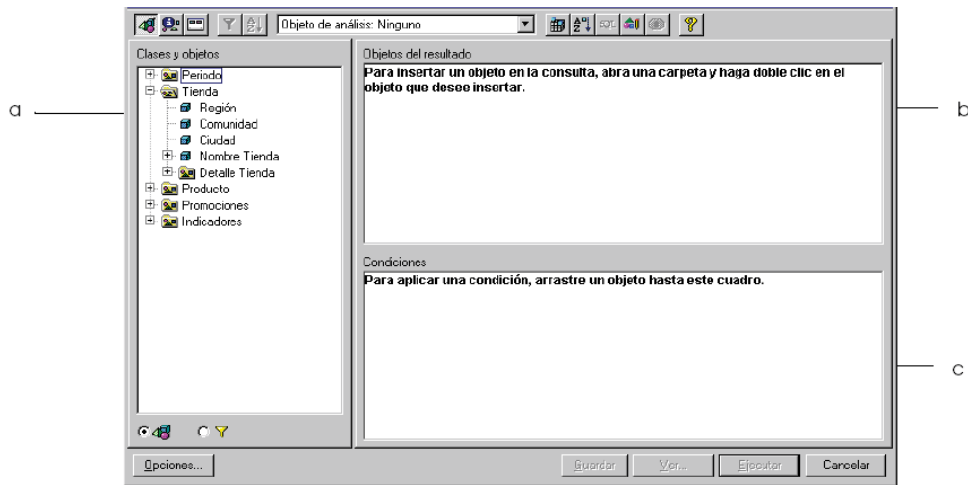 Objeto de análisis: Ninguno
Clases y objetos
Periodo
Tienda
Región
Comunidad
Ciudad
Nombre Tienda
Detalle Tienda
Producto
Promociones
Indicadores
Objetos del resultado
Para insertar un objeto en la consulta, abra una carpeta y haga doble clic en el
objeto que desee insertar.
Condiciones
Para aplicar una condición, arrastre un objeto hasta este cuadro.
Opciones...
Guardar
Ver...
Ejecutar
Cancelar
a
b
c